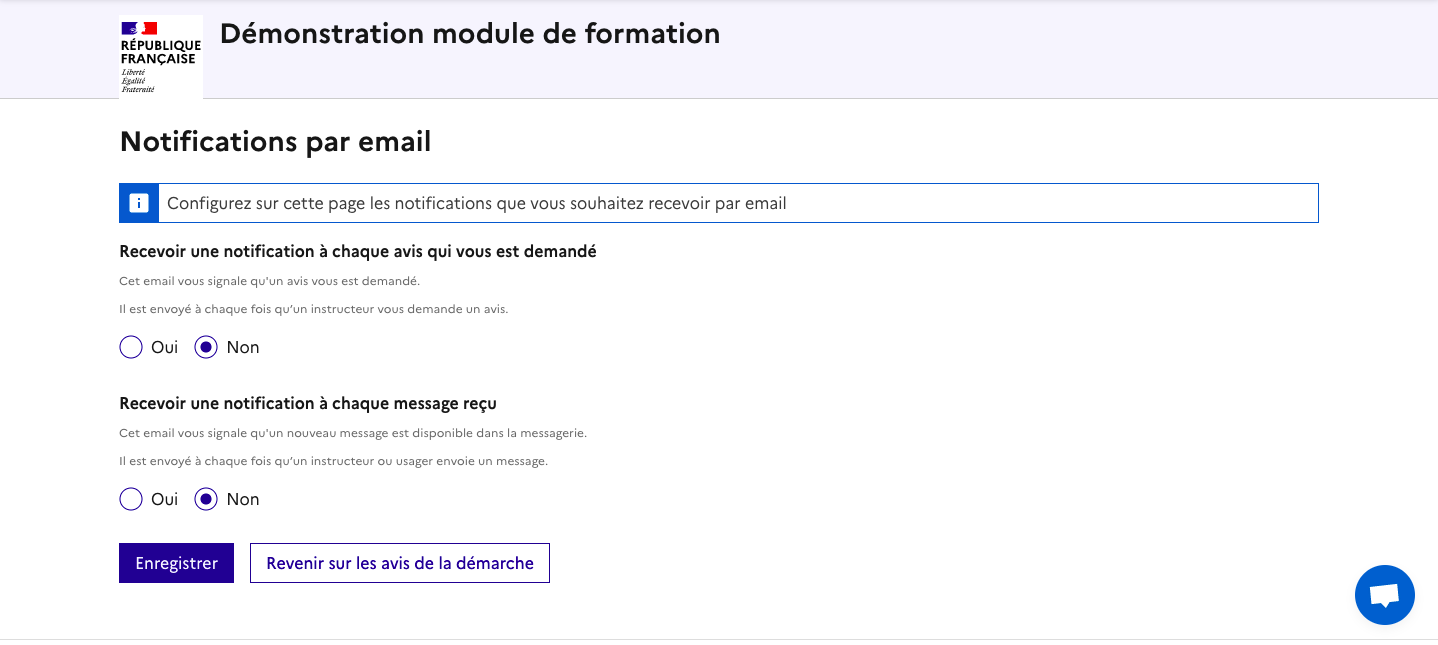 Démonstration module de formation
RÉPUBLIQUE
FRANÇAISE
Liberté
Égalité
Fraternité
Notifications par email
Configurez sur cette page les notifications que vous souhaitez recevoir par email
Recevoir une notification à chaque avis qui vous est demandé
Cet email vous signale qu'un avis vous est demandé.
Il est envoyé à chaque fois qu’un instructeur vous demande un avis.
Oui Non
Recevoir une notification à chaque message reçu
Cet email vous signale qu'un nouveau message est disponible dans la messagerie.
Il est envoyé à chaque fois qu’un instructeur ou usager envoie un message.
Oui Non
Enregistrer Revenir sur les avis de la démarche